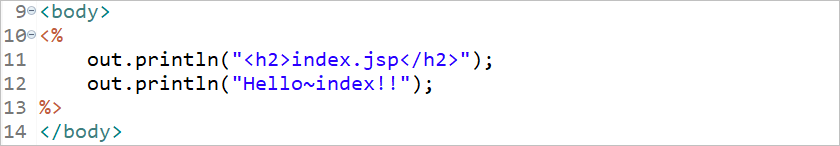 9 <body>
10 <%
11     out.println("<h2>index.jsp</h2>");
12     out.println("Hello~index!!");
13 %>
14 </body>